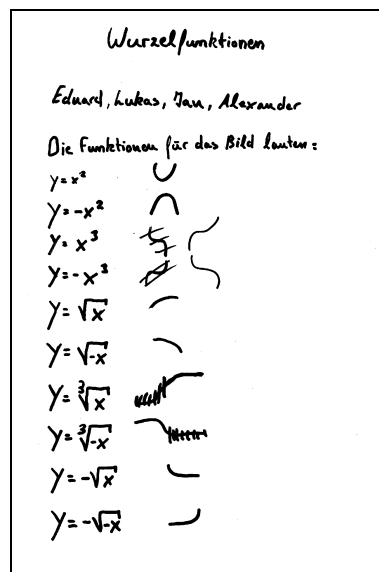 Wurzelfunktionen
Eduard, Lukas, Jan, Alexander
Die Funktionen für das Bild lauten:
y=x²
y=-x²
y=x³
y=-x³
y=√x
y=√-x
y=∛x
y=∛-x
y=-√x
y=-√-x